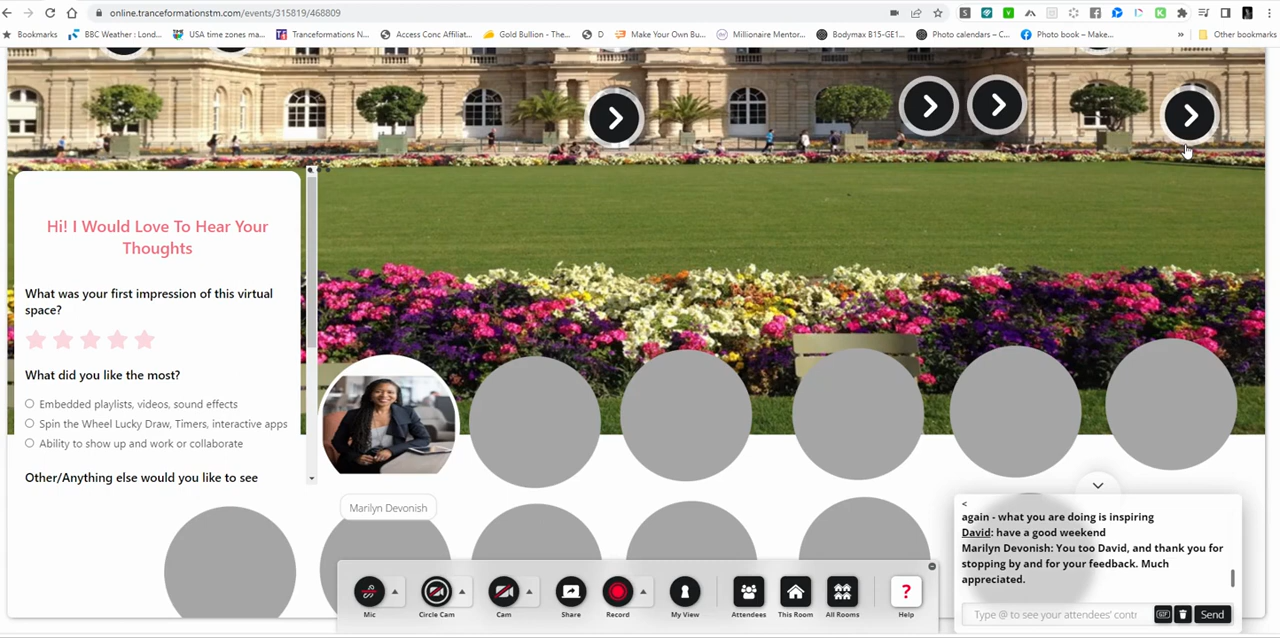 online.tranceformationstm.com/events/315819/468809
Bookmarks
BBC Weather : Lond...
USA time zones ma...
Tranceformations N...
Access Conc Affiliat...
Gold Bullion - The...
D
Make Your Own Bu...
Millionaire Mentor...
Bodymax B15-GE1...
Photo calendars – C...
Photo book – Make...
»
Other bookmarks
Hi! I Would Love To Hear Your
Thoughts
What was your first impression of this virtual
space?
What did you like the most?
Embedded playlists, videos, sound effects
Spin the Wheel Lucky Draw, Timers, interactive apps
Ability to show up and work or collaborate
Other/Anything else would you like to see
Marilyn Devonish
<
again - what you are doing is inspiring
David: have a good weekend
Marilyn Devonish: You too David, and thank you for
stopping by and for your feedback. Much
appreciated.
Type @ to see your attendees' contr
GIF
Send
Mic
Circle Cam
Cam
Share
Record
My View
Attendees
This Room
All Rooms
?
Help